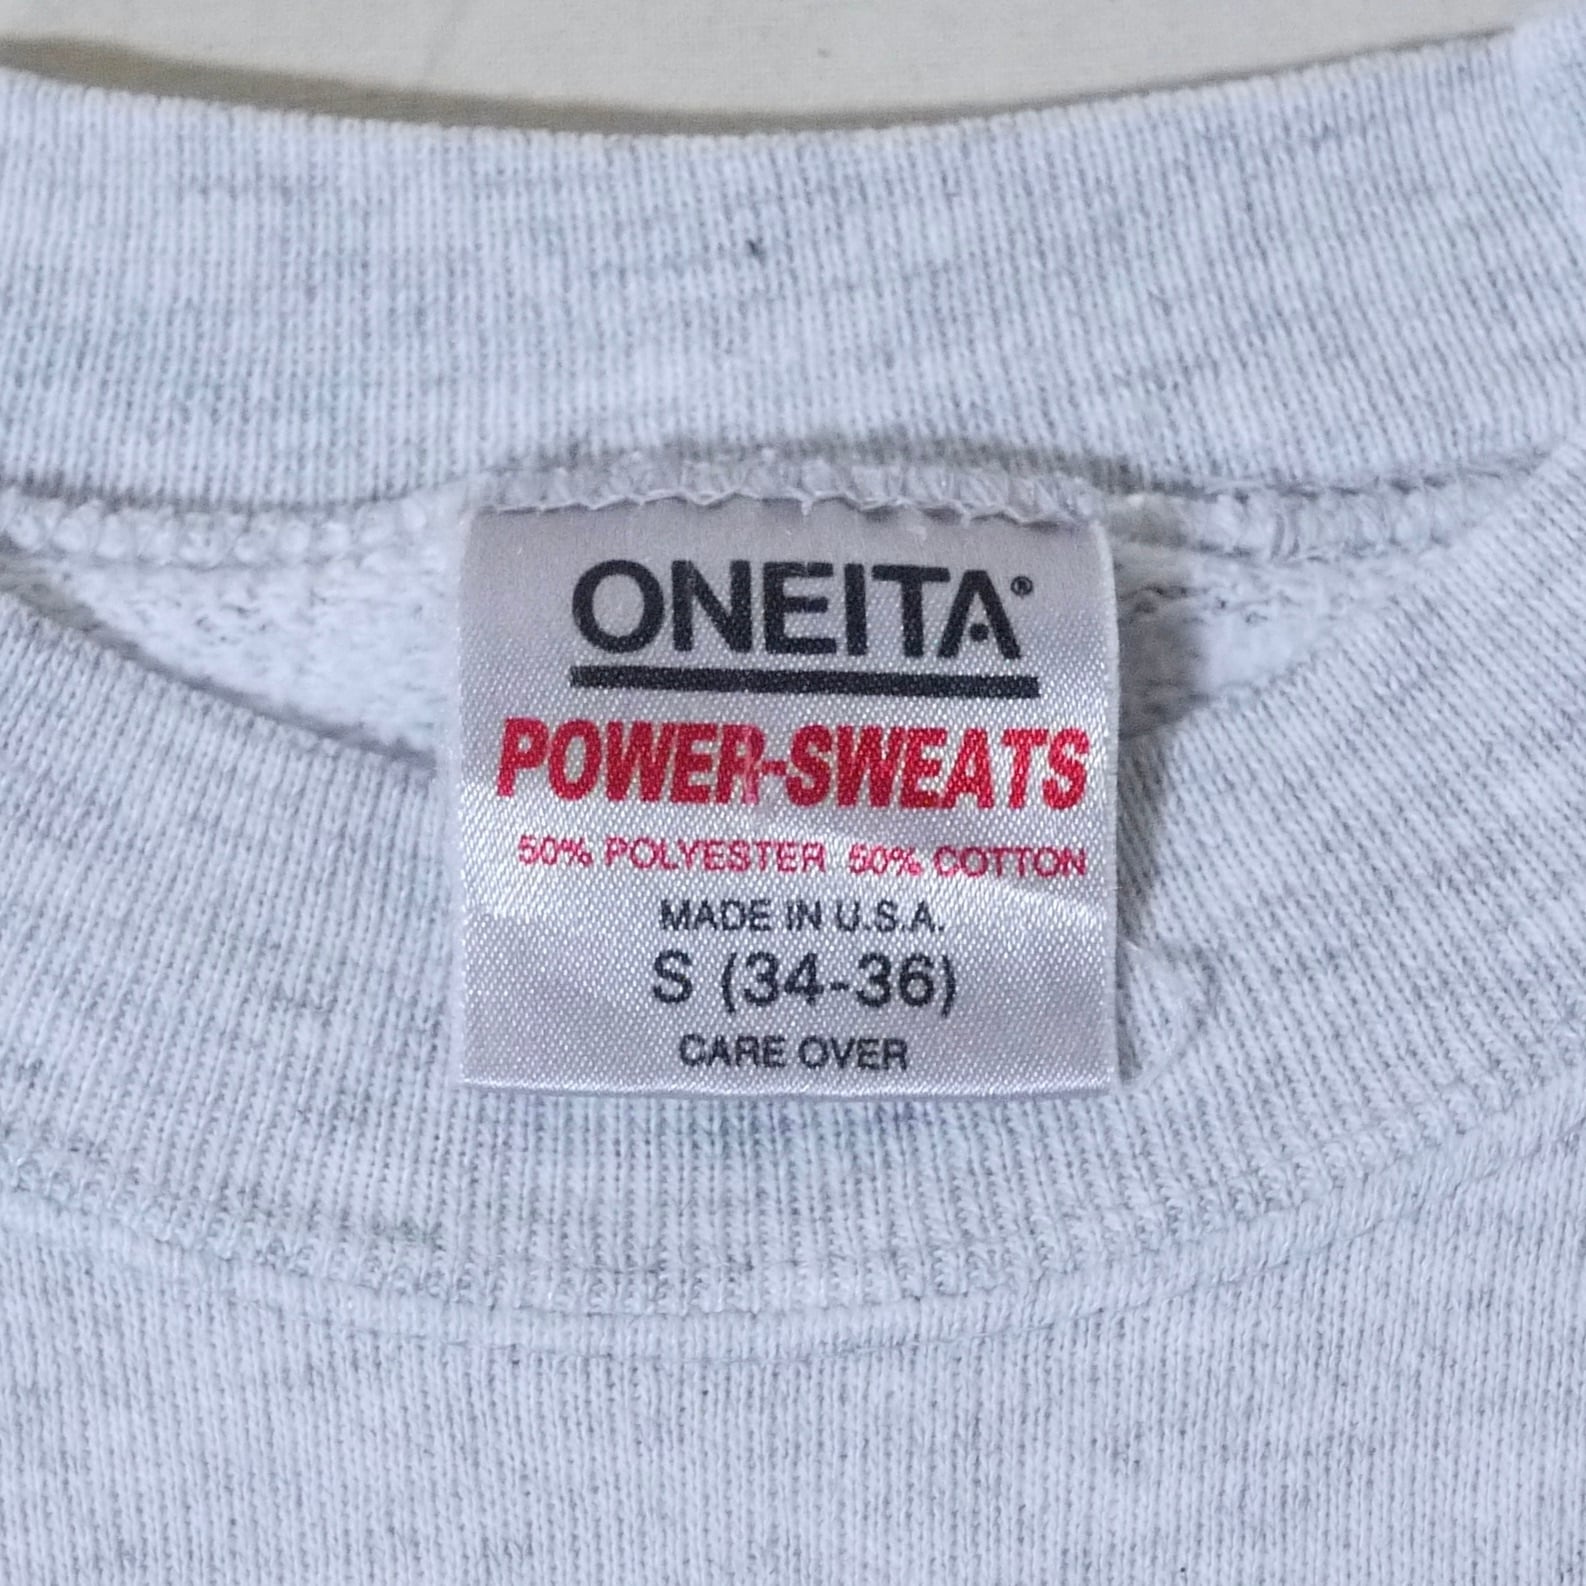 ONEITA®
POWER-SWEATS
50% POLYESTER 50% COTTON
MADE IN U.S.A.
S (34-36)
CARE OVER